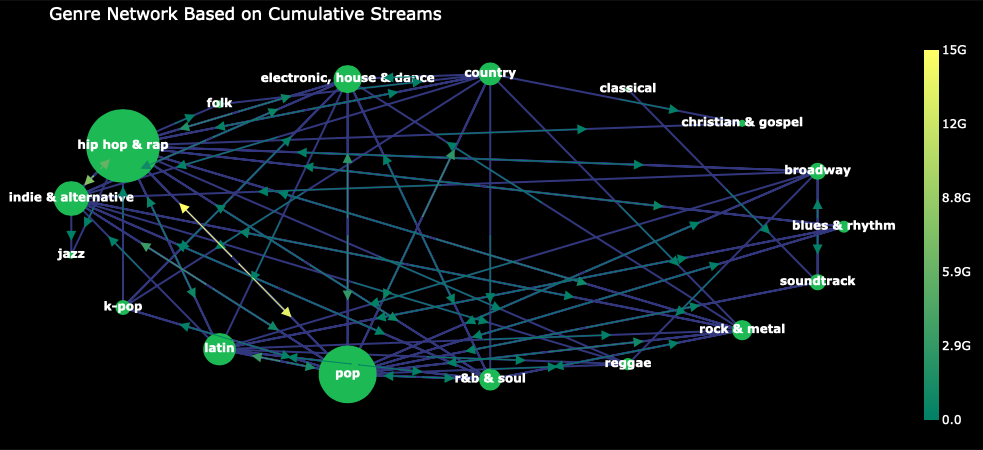 Genre Network Based on Cumulative Streams
15G
country
electronic, house & dance
classical
folk
christian & gospel
12G
hip hop & rap
broadway
indie & alternative
8.8G
blues & rhythm
jazz
5.9G
soundtrack
k-pop
rock & metal
2.9G
latin
reggae
pop
r&b & soul
0.0